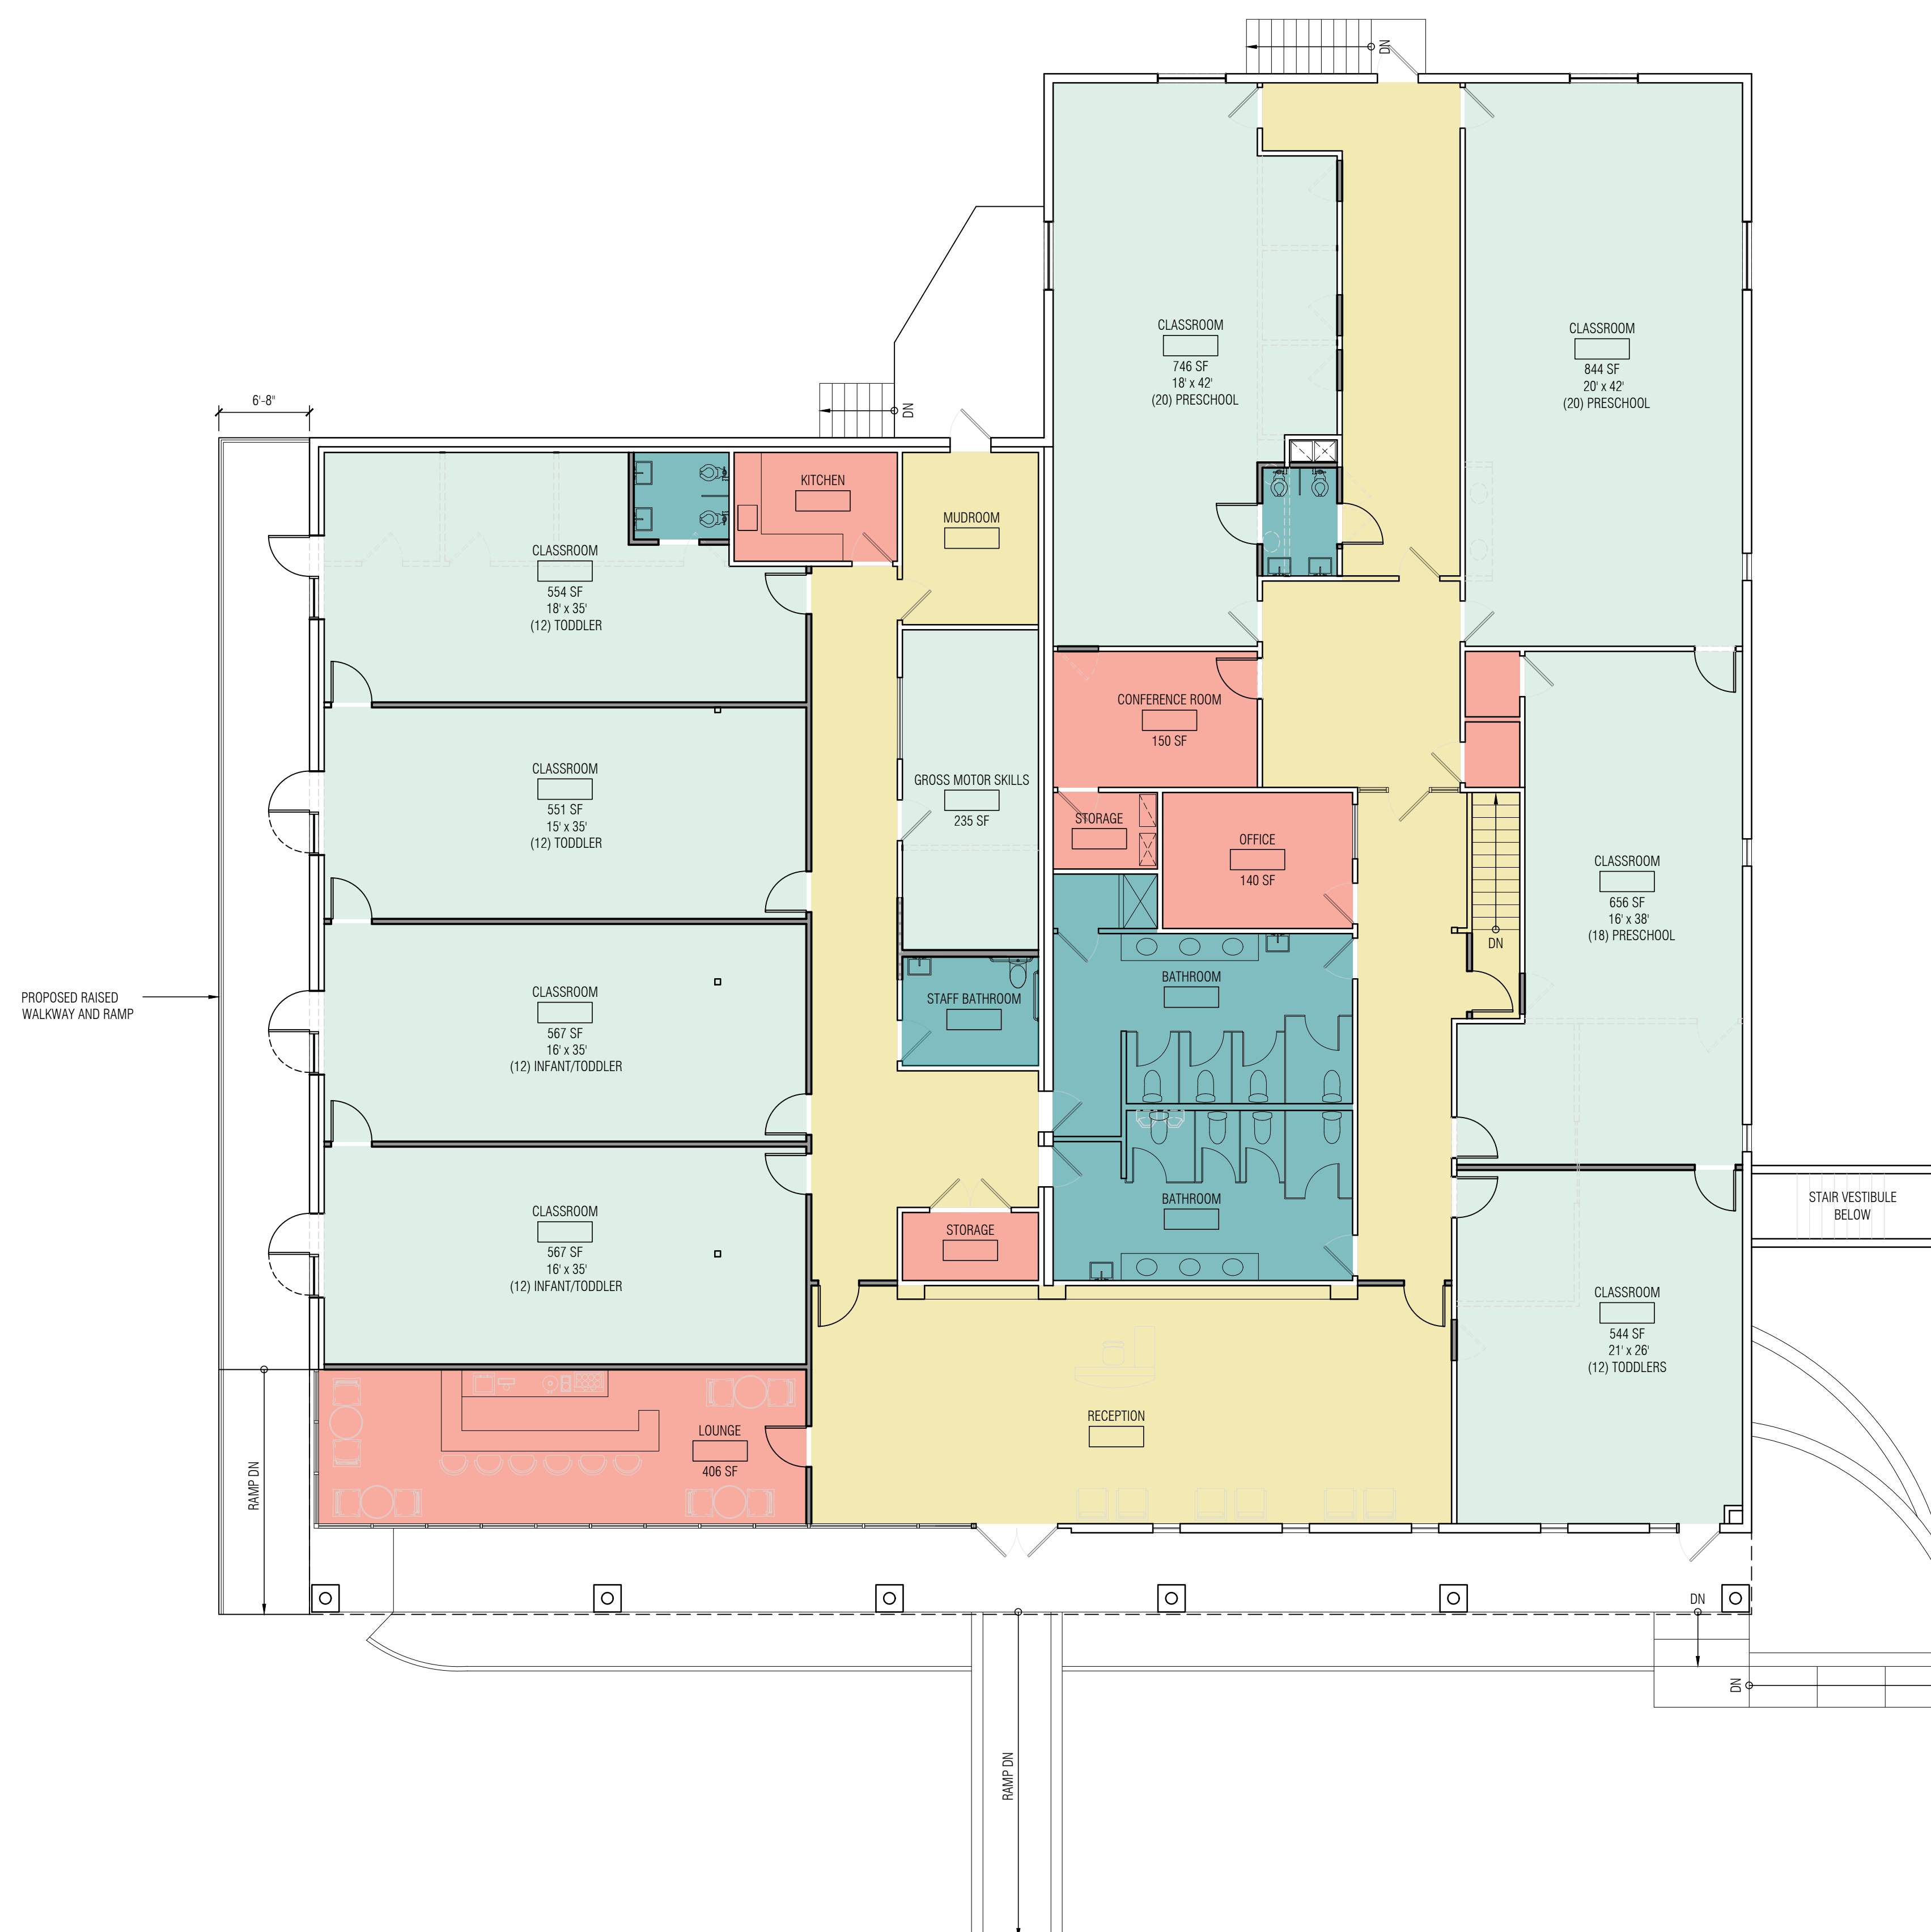 DN
CLASSROOM
746 SF
18' x 42'
(20) PRESCHOOL
CLASSROOM
844 SF
20' x 42'
(20) PRESCHOOL
6'-8"
DN
KITCHEN
MUDROOM
CLASSROOM
554 SF
18' x 35'
(12) TODDLER
CONFERENCE ROOM
150 SF
CLASSROOM
551 SF
15' x 35'
(12) TODDLER
GROSS MOTOR SKILLS
235 SF
STORAGE
OFFICE
140 SF
CLASSROOM
656 SF
16' x 38'
(18) PRESCHOOL
DN
PROPOSED RAISED
WALKWAY AND RAMP
CLASSROOM
567 SF
16' x 35'
(12) INFANT/TODDLER
STAFF BATHROOM
BATHROOM
BATHROOM
STAIR VESTIBULE
BELOW
CLASSROOM
567 SF
16' x 35'
(12) INFANT/TODDLER
STORAGE
CLASSROOM
544 SF
21' x 26'
(12) TODDLERS
RECEPTION
LOUNGE
406 SF
RAMP DN
DN
DN
RAMP DN